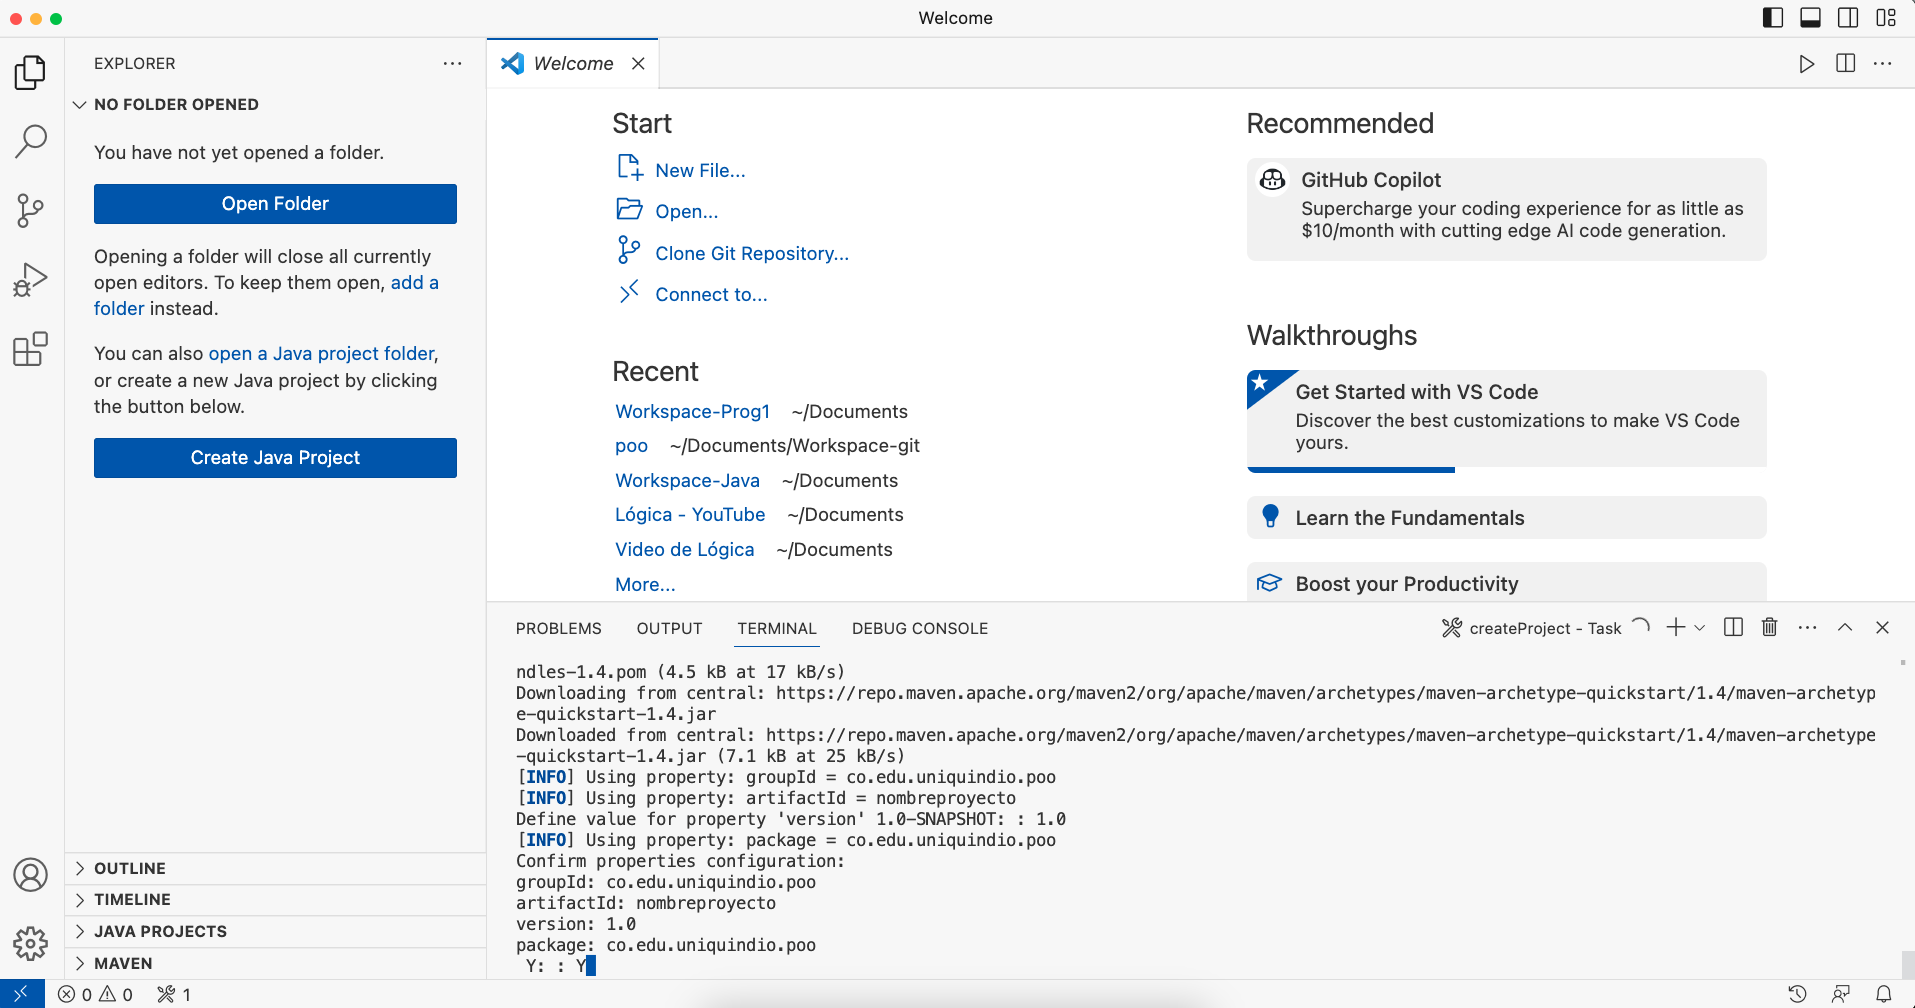 Welcome
EXPLORER
NO FOLDER OPENED
You have not yet opened a folder.
Open Folder
Opening a folder will close all currently
open editors. To keep them open, add a
folder instead.
You can also open a Java project folder,
or create a new Java project by clicking
the button below.
Create Java Project
OUTLINE
TIMELINE
JAVA PROJECTS
MAVEN
Welcome
Start
New File...
Open...
Clone Git Repository...
Connect to...
Recent
Workspace-Prog1 ~/Documents
poo ~/Documents/Workspace-git
Workspace-Java ~/Documents
Lógica - YouTube ~/Documents
Video de Lógica ~/Documents
More...
Recommended
GitHub Copilot
Supercharge your coding experience for as little as
$10/month with cutting edge AI code generation.
Walkthroughs
Get Started with VS Code
Discover the best customizations to make VS Code
yours.
Learn the Fundamentals
Boost your Productivity
PROBLEMS OUTPUT TERMINAL DEBUG CONSOLE
createProject - Task
ndles-1.4.pom (4.5 kB at 17 kB/s)
Downloading from central: https://repo.maven.apache.org/maven2/org/apache/maven/archetypes/maven-archetype-quickstart/1.4/maven-archetyp
e-quickstart-1.4.jar
Downloaded from central: https://repo.maven.apache.org/maven2/org/apache/maven/archetypes/maven-archetype-quickstart/1.4/maven-archetype
-quickstart-1.4.jar (7.1 kB at 25 kB/s)
[INFO] Using property: groupId = co.edu.uniquindio.poo
[INFO] Using property: artifactId = nombreproyecto
Define value for property 'version' 1.0-SNAPSHOT: : 1.0
[INFO] Using property: package = co.edu.uniquindio.poo
Confirm properties configuration:
groupId: co.edu.uniquindio.poo
artifactId: nombreproyecto
version: 1.0
package: co.edu.uniquindio.poo
Y: : Y
0 0 1